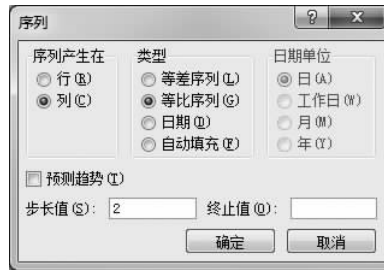 序列
序列产生在 类型 日期单位
行(R) 等差序列(L) 日(A)
列(C) 等比序列(G) 工作日(W)
日期(D) 月(M)
自动填充(F) 年(Y)
预测趋势(T)
步长值(S): 2 终止值(O):
确定 取消